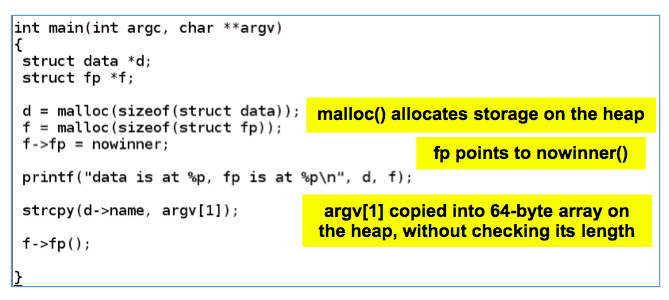 int main(int argc, char **argv)
{
struct data *d;
struct fp *f;
d = malloc(sizeof(struct data));
malloc() allocates storage on the heap
f = malloc(sizeof(struct fp));
f->fp = nowinner;
fp points to nowinner()
printf("data is at %p, fp is at %p\n", d, f);
strcpy(d->name, argv[1]);
argv[1] copied into 64-byte array on
the heap, without checking its length
f->fp();
}